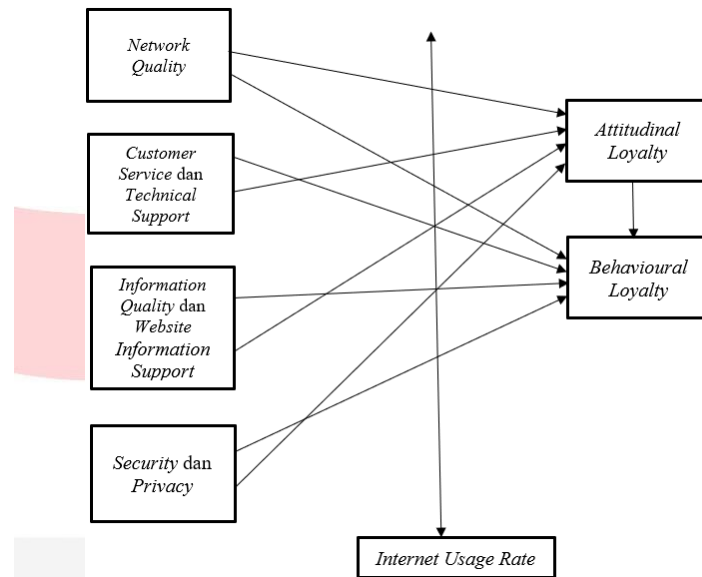 Network
Quality
Customer
Service dan
Technical
Support
Information
Quality dan
Website
Information
Support
Security dan
Privacy
Attitudinal
Loyalty
Behavioural
Loyalty
Internet Usage Rate